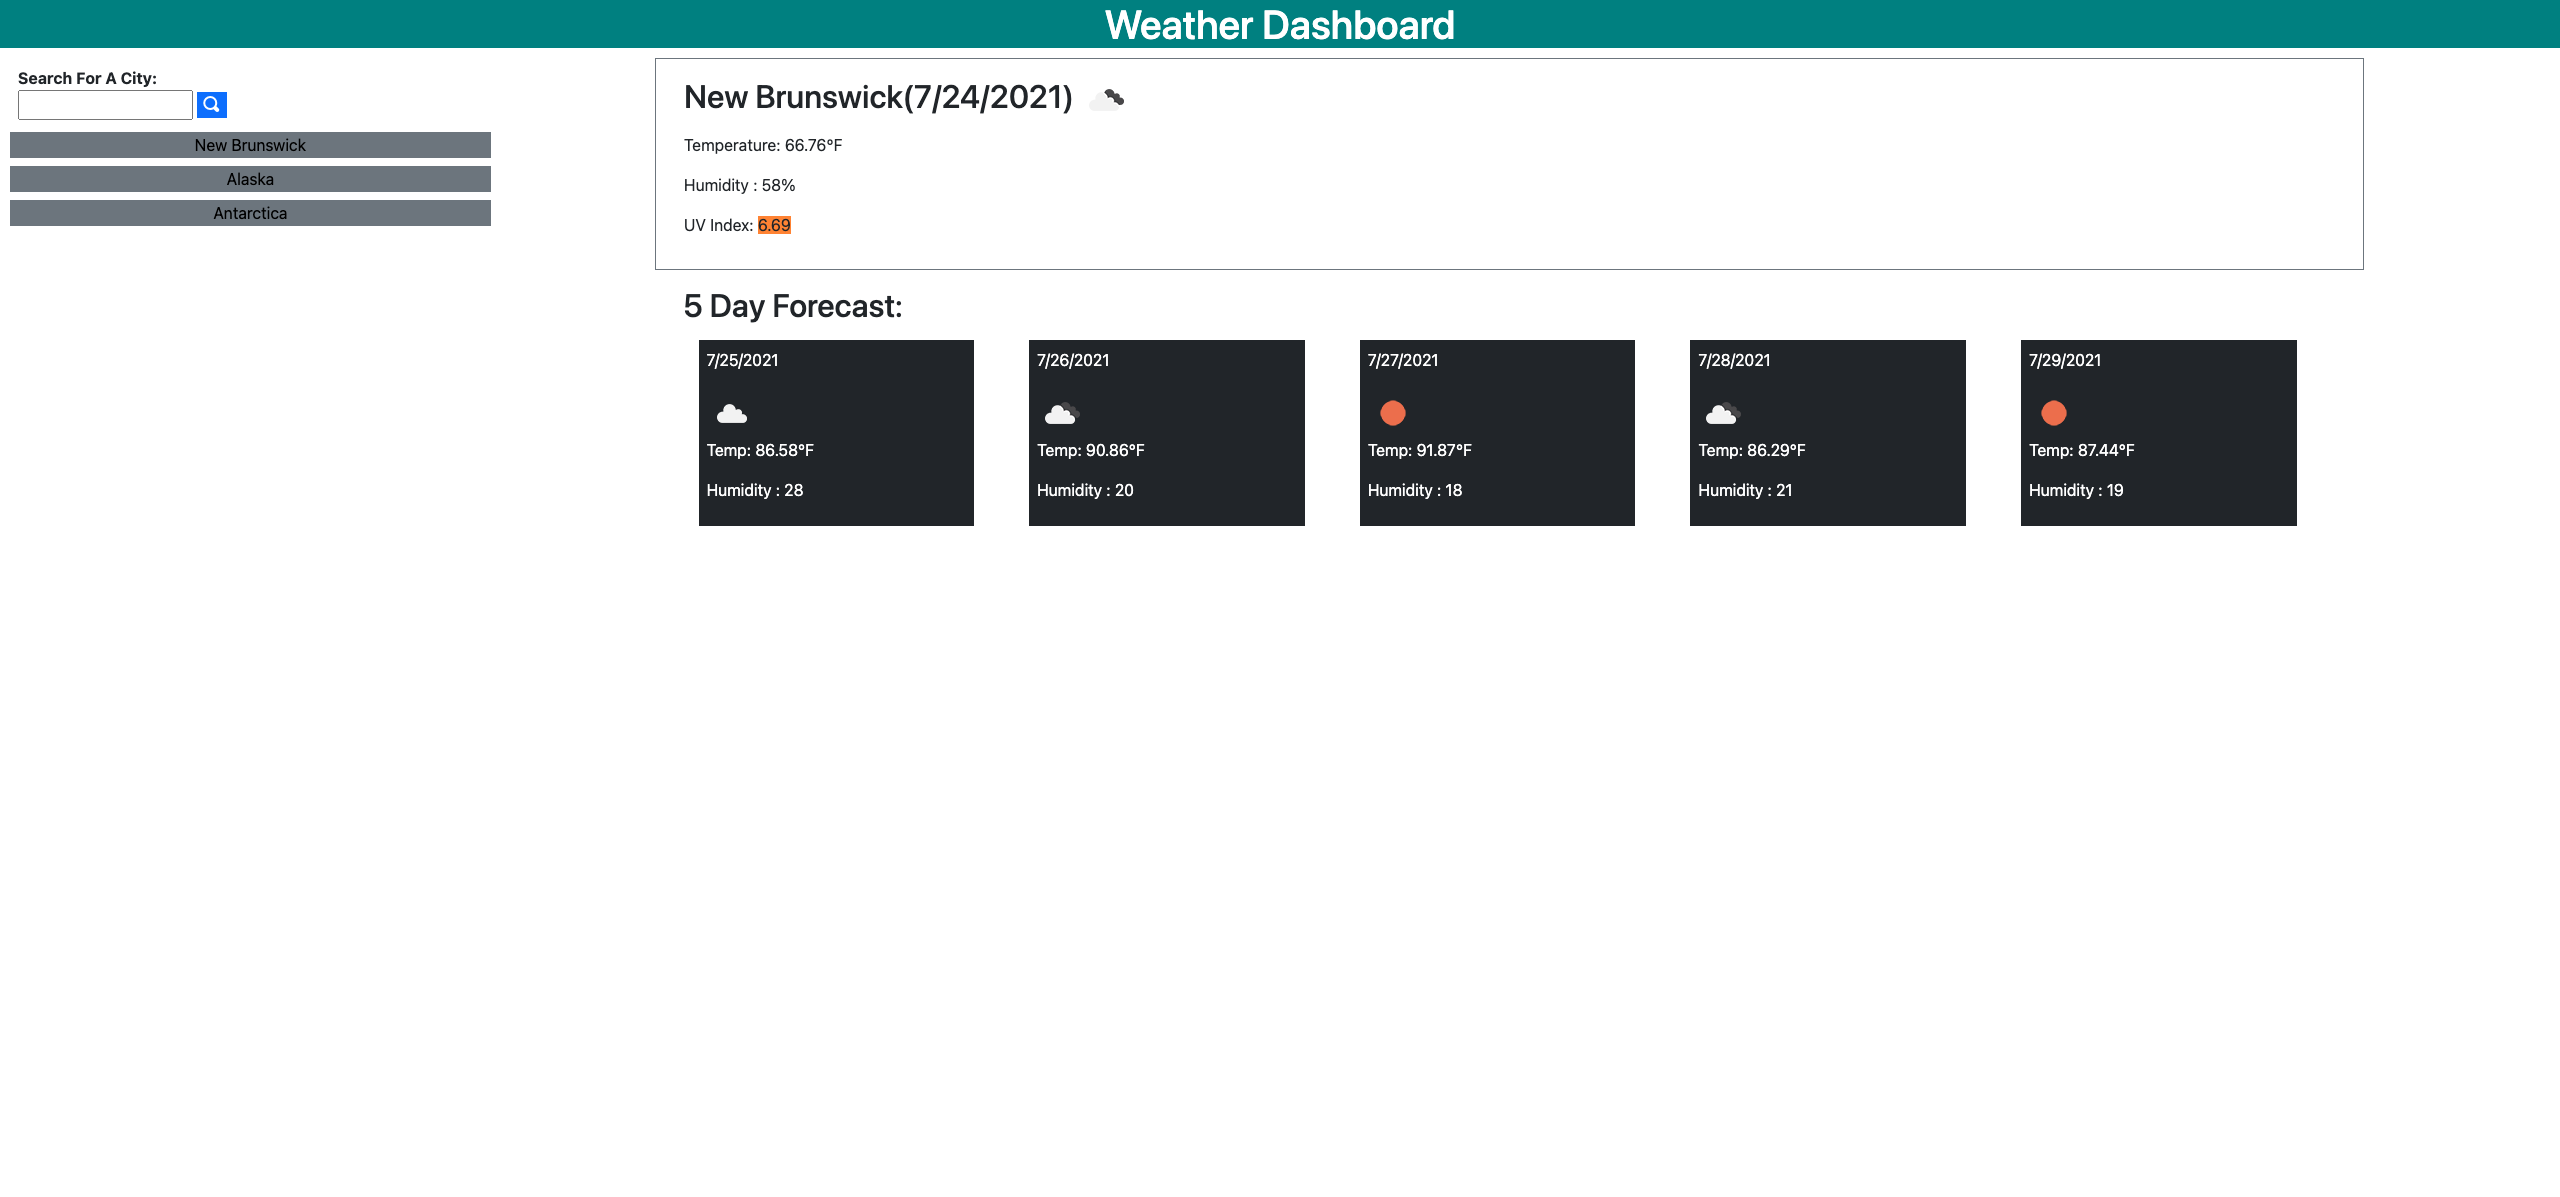 Weather Dashboard
Search For A City:
New Brunswick
Alaska
Antarctica
New Brunswick(7/24/2021)
Temperature: 66.76°F
Humidity : 58%
UV Index: 6.69
5 Day Forecast:
7/25/2021
Temp: 86.58°F
Humidity : 28
7/26/2021
Temp: 90.86°F
Humidity : 20
7/27/2021
Temp: 91.87°F
Humidity : 18
7/28/2021
Temp: 86.29°F
Humidity : 21
7/29/2021
Temp: 87.44°F
Humidity : 19